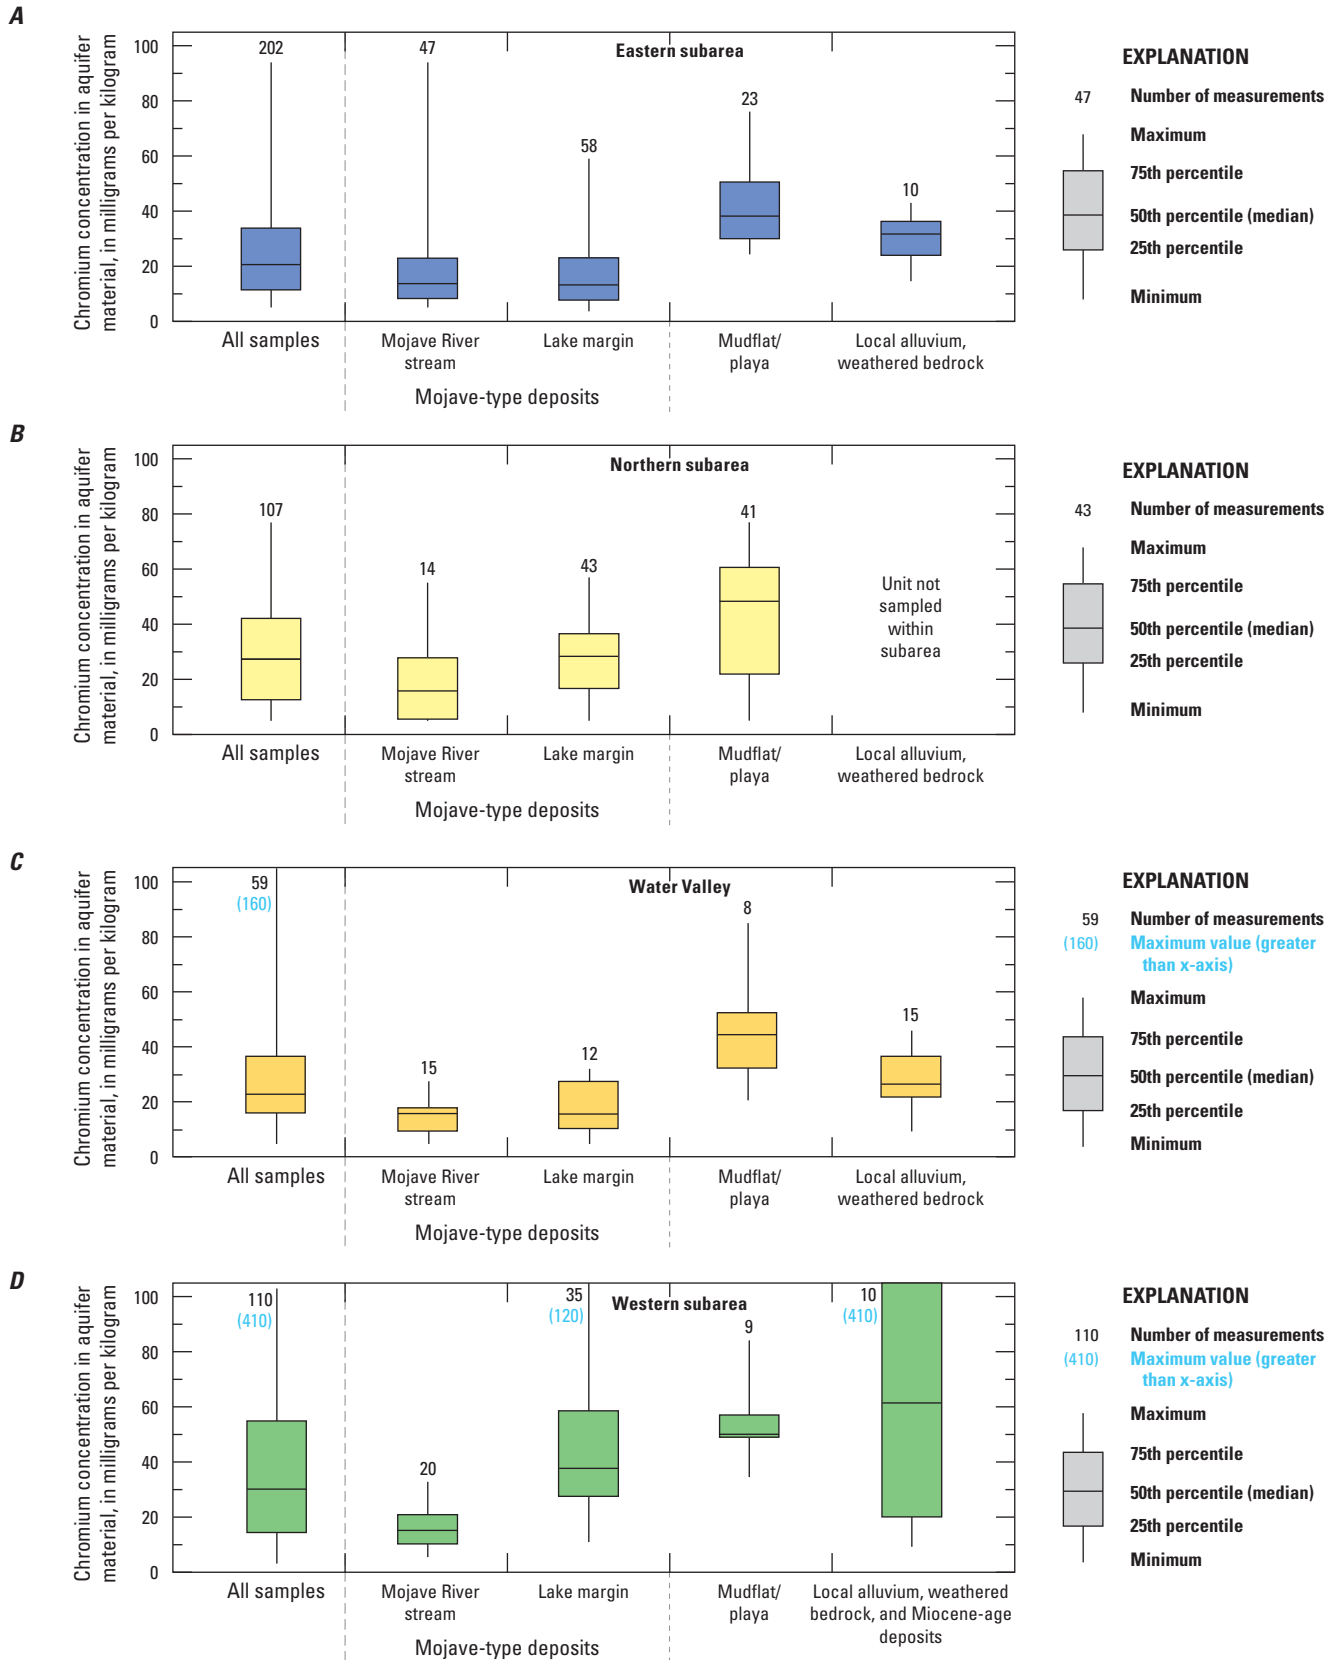 A
Chromium concentration in aquifer
material, in milligrams per kilogram
100
80
60
40
20
0
Eastern subarea
202
47
58
23
10
All samples
Mojave River
stream
Lake margin
Mudflat/
playa
Local alluvium,
weathered bedrock
Mojave-type deposits
EXPLANATION
47 Number of measurements
Maximum
75th percentile
50th percentile (median)
25th percentile
Minimum
B
Chromium concentration in aquifer
material, in milligrams per kilogram
100
80
60
40
20
0
Northern subarea
107
14
43
41
Unit not
sampled
within
subarea
All samples
Mojave River
stream
Lake margin
Mudflat/
playa
Local alluvium,
weathered bedrock
Mojave-type deposits
EXPLANATION
43 Number of measurements
Maximum
75th percentile
50th percentile (median)
25th percentile
Minimum
C
Chromium concentration in aquifer
material, in milligrams per kilogram
100
80
60
40
20
0
Water Valley
59
(160)
15
12
8
15
All samples
Mojave River
stream
Lake margin
Mudflat/
playa
Local alluvium,
weathered bedrock
Mojave-type deposits
EXPLANATION
59 Number of measurements
(160) Maximum value (greater
than x-axis)
Maximum
75th percentile
50th percentile (median)
25th percentile
Minimum
D
Chromium concentration in aquifer
material, in milligrams per kilogram
100
80
60
40
20
0
Western subarea
110
(410)
20
35
(120)
9
10
(410)
All samples
Mojave River
stream
Lake margin
Mudflat/
playa
Local alluvium, weathered
bedrock, and Miocene-age
deposits
Mojave-type deposits
EXPLANATION
110 Number of measurements
(410) Maximum value (greater
than x-axis)
Maximum
75th percentile
50th percentile (median)
25th percentile
Minimum